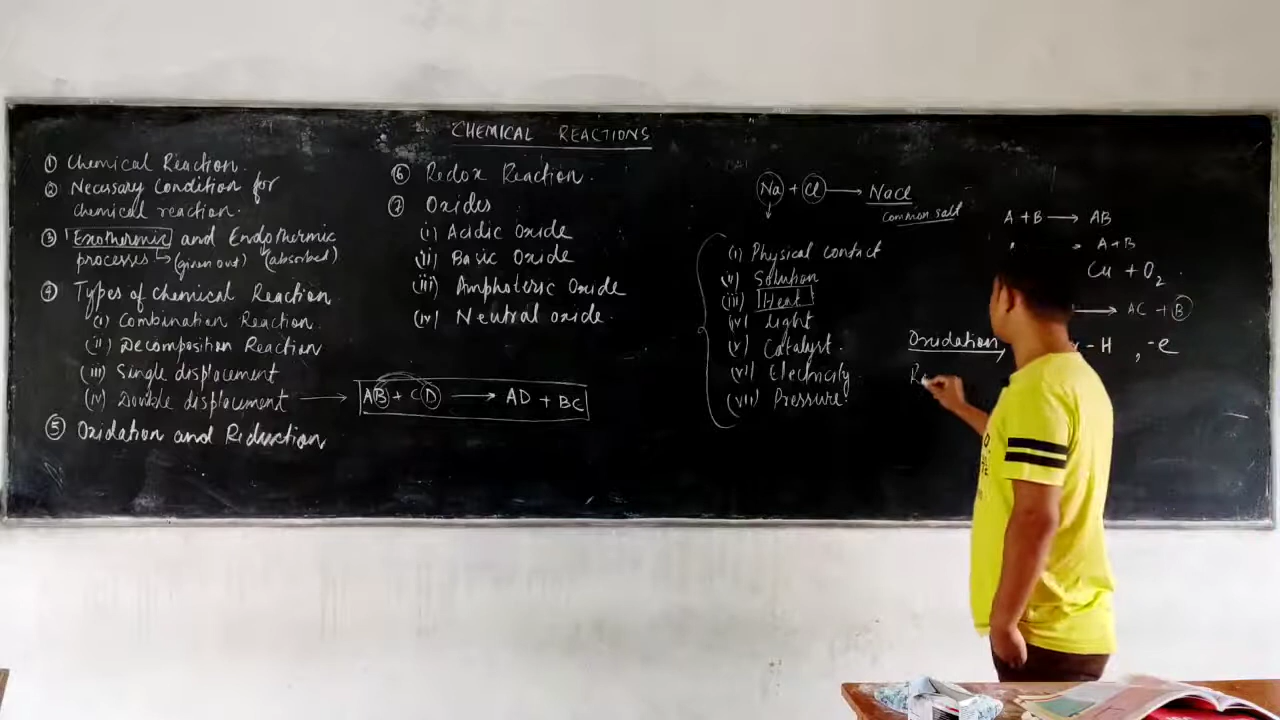 CHEMICAL REACTIONS
① Chemical Reaction.
② Necessary Condition for
chemical reaction.
③ Exothermic and Endothermic
processes → (given out) (absorbed)
④ Types of Chemical Reaction
(i) Combination Reaction.
(ii) Decomposition Reaction
(iii) Single displacement
(iv) Double displacement → AB + CD → AD + BC
⑤ Oxidation and Reduction
⑥ Redox Reaction.
⑦ Oxides
(i) Acidic Oxide
(ii) Basic Oxide
(iii) Amphoteric Oxide
(iv) Neutral oxide.
Na + Cl → NaCl
common salt
(i) Physical contact
(ii) Solution
(iii) Heat
(iv) light
(v) Catalyst.
(vi) Electricity.
(vii) Pressure.
A + B → AB
→ A + B
Cu + O2.
→ AC + B
Oxidation - H, -e